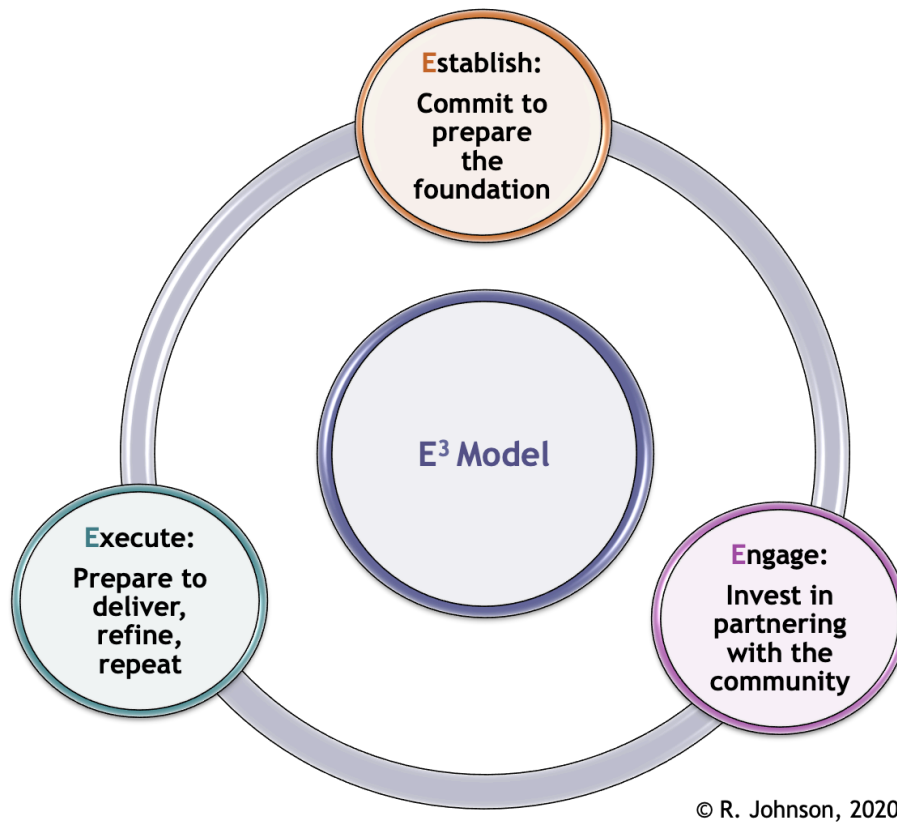 Establish:
Commit to
prepare
the
foundation
E³ Model
Execute:
Prepare to
deliver,
refine,
repeat
Engage:
Invest in
partnering
with the
community
© R. Johnson, 2020